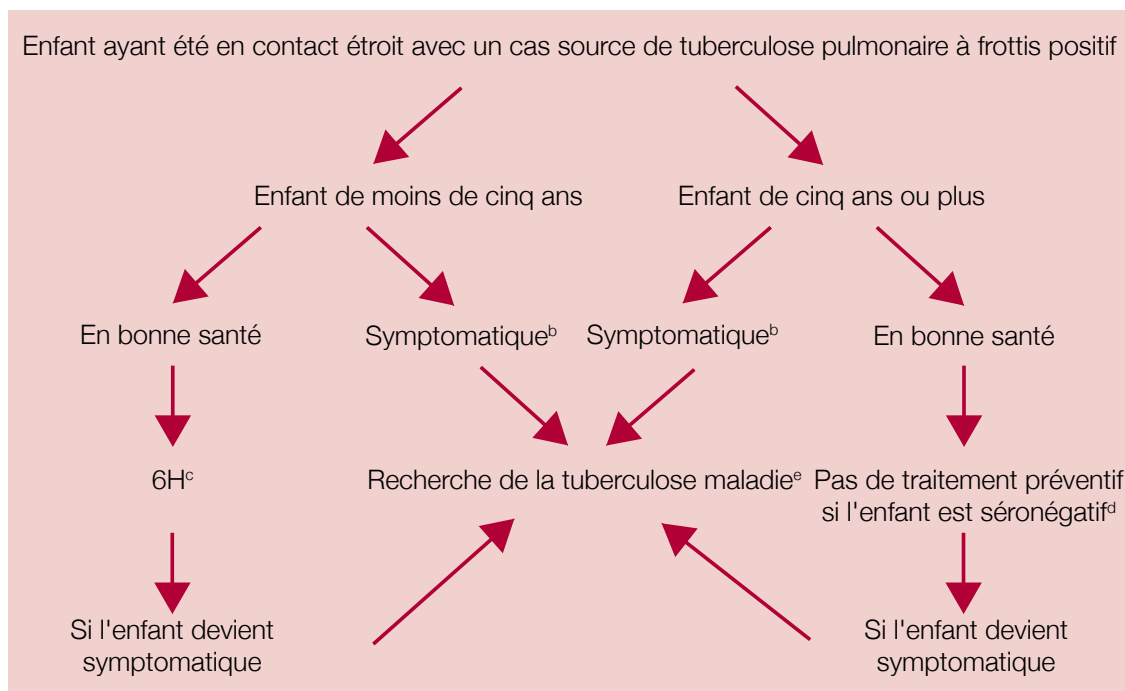 Enfant ayant été en contact étroit avec un cas source de tuberculose pulmonaire à frottis positif
Enfant de moins de cinq ans
Enfant de cinq ans ou plus
En bonne santé
Symptomatiqueᵇ
Symptomatiqueᵇ
En bonne santé
6Hᶜ
Recherche de la tuberculose maladieᵉ
Pas de traitement préventif
si l'enfant est séronégatifᵈ
Si l'enfant devient
symptomatique
Si l'enfant devient
symptomatique